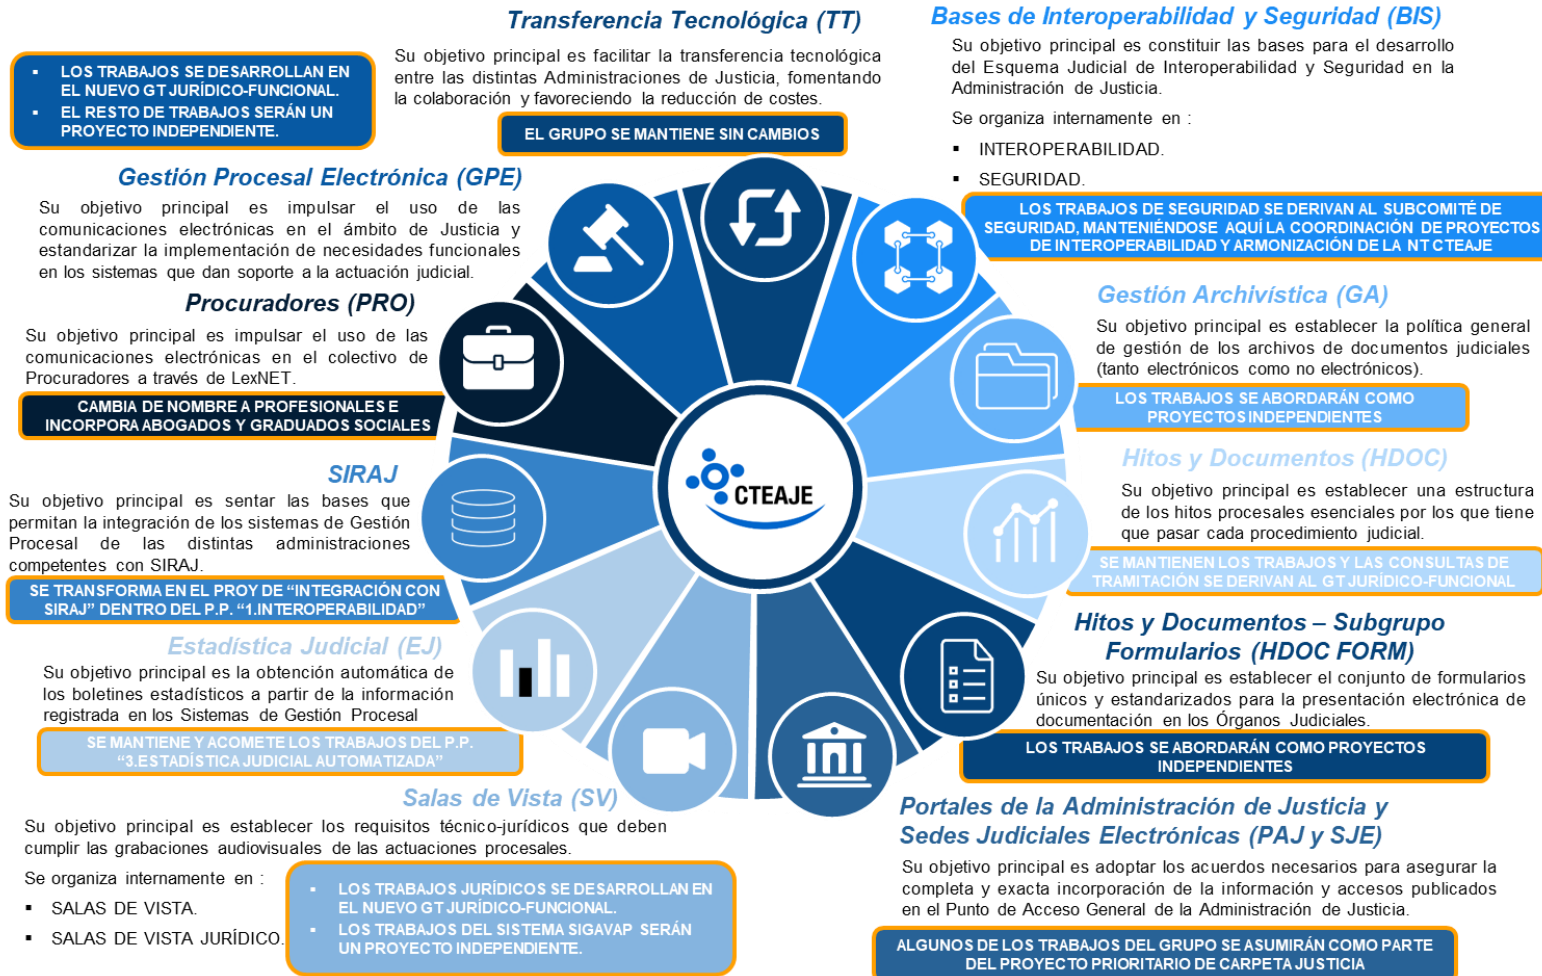 Transferencia Tecnológica (TT)
Su objetivo principal es facilitar la transferencia tecnológica
entre las distintas Administraciones de Justicia, fomentando
la colaboración y favoreciendo la reducción de costes.
EL GRUPO SE MANTIENE SIN CAMBIOS
Bases de Interoperabilidad y Seguridad (BIS)
Su objetivo principal es constituir las bases para el desarrollo
del Esquema Judicial de Interoperabilidad y Seguridad en la
Administración de Justicia.
Se organiza internamente en :
▪ INTEROPERABILIDAD.
▪ SEGURIDAD.
LOS TRABAJOS DE SEGURIDAD SE DERIVAN AL SUBCOMITÉ DE
SEGURIDAD, MANTENIÉNDOSE AQUÍ LA COORDINACIÓN DE PROYECTOS
DE INTEROPERABILIDAD Y ARMONIZACIÓN DE LA NT CTEAJE
▪ LOS TRABAJOS SE DESARROLLAN EN
EL NUEVO GT JURÍDICO-FUNCIONAL.
▪ EL RESTO DE TRABAJOS SERÁN UN
PROYECTO INDEPENDIENTE.
Gestión Procesal Electrónica (GPE)
Su objetivo principal es impulsar el uso de las
comunicaciones electrónicas en el ámbito de Justicia y
estandarizar la implementación de necesidades funcionales
en los sistemas que dan soporte a la actuación judicial.
Gestión Archivística (GA)
Su objetivo principal es establecer la política general
de gestión de los archivos de documentos judiciales
(tanto electrónicos como no electrónicos).
LOS TRABAJOS SE ABORDARÁN COMO
PROYECTOS INDEPENDIENTES
Procuradores (PRO)
Su objetivo principal es impulsar el uso de las
comunicaciones electrónicas en el colectivo de
Procuradores a través de LexNET.
CAMBIA DE NOMBRE A PROFESIONALES E
INCORPORA ABOGADOS Y GRADUADOS SOCIALES
Hitos y Documentos (HDOC)
Su objetivo principal es establecer una estructura
de los hitos procesales esenciales por los que tiene
que pasar cada procedimiento judicial.
SE MANTIENEN LOS TRABAJOS Y LAS CONSULTAS DE
TRAMITACIÓN SE DERIVAN AL GT JURÍDICO-FUNCIONAL
CTEAJE
SIRAJ
Su objetivo principal es sentar las bases que
permitan la integración de los sistemas de Gestión
Procesal de las distintas administraciones
competentes con SIRAJ.
SE TRANSFORMA EN EL PROY DE “INTEGRACIÓN CON
SIRAJ” DENTRO DEL P.P. “1.INTEROPERABILIDAD”
Hitos y Documentos – Subgrupo
Formularios (HDOC FORM)
Su objetivo principal es establecer el conjunto de formularios
únicos y estandarizados para la presentación electrónica de
documentación en los Órganos Judiciales.
LOS TRABAJOS SE ABORDARÁN COMO PROYECTOS
INDEPENDIENTES
Estadística Judicial (EJ)
Su objetivo principal es la obtención automática de
los boletines estadísticos a partir de la información
registrada en los Sistemas de Gestión Procesal
SE MANTIENE Y ACOMETE LOS TRABAJOS DEL P.P.
“3.ESTADÍSTICA JUDICIAL AUTOMATIZADA”
Salas de Vista (SV)
Su objetivo principal es establecer los requisitos técnico-jurídicos que deben
cumplir las grabaciones audiovisuales de las actuaciones procesales.
Se organiza internamente en :
▪ SALAS DE VISTA.
▪ SALAS DE VISTA JURÍDICO.
▪ LOS TRABAJOS JURÍDICOS SE DESARROLLAN EN
EL NUEVO GT JURÍDICO-FUNCIONAL.
▪ LOS TRABAJOS DEL SISTEMA SIGAVAP SERÁN
UN PROYECTO INDEPENDIENTE.
Portales de la Administración de Justicia y
Sedes Judiciales Electrónicas (PAJ y SJE)
Su objetivo principal es adoptar los acuerdos necesarios para asegurar la
completa y exacta incorporación de la información y accesos publicados
en el Punto de Acceso General de la Administración de Justicia.
ALGUNOS DE LOS TRABAJOS DEL GRUPO SE ASUMIRÁN COMO PARTE
DEL PROYECTO PRIORITARIO DE CARPETA JUSTICIA